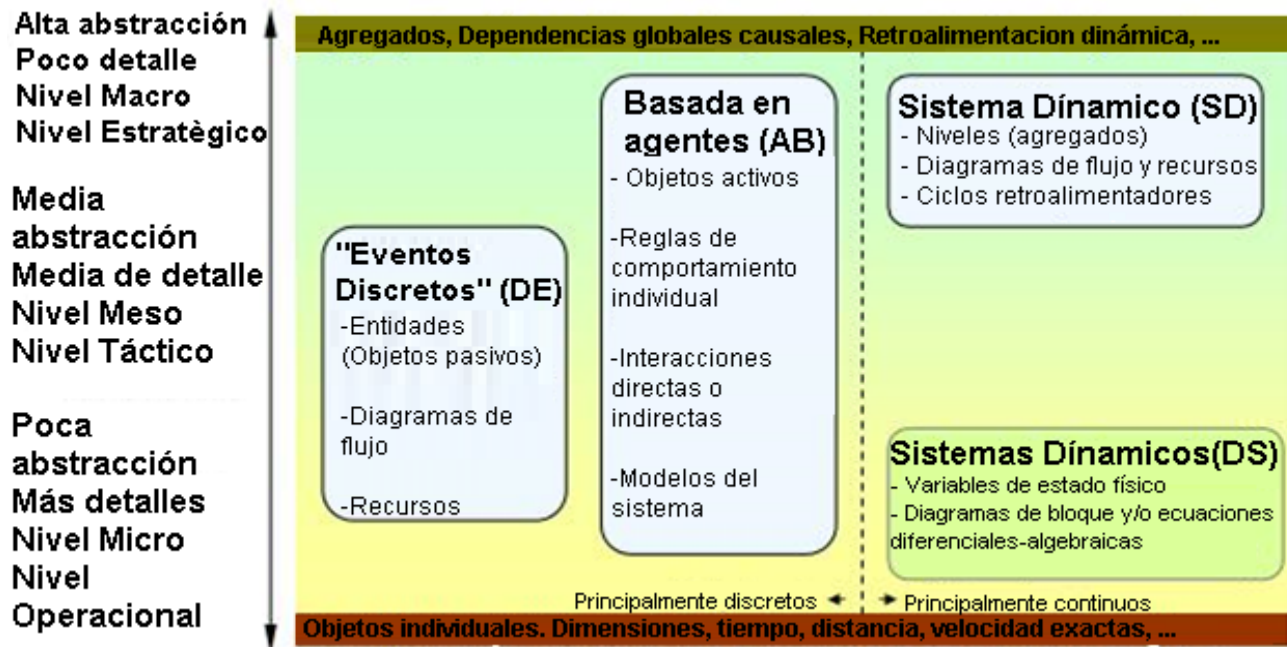 Alta abstracción
Poco detalle
Nivel Macro
Nivel Estratègico
Media
abstracción
Media de detalle
Nivel Meso
Nivel Táctico
Poca
abstracción
Más detalles
Nivel Micro
Nivel
Operacional
Agregados, Dependencias globales causales, Retroalimentacion dinámica, ...
"Eventos
Discretos" (DE)
-Entidades
(Objetos pasivos)
-Diagramas de
flujo
-Recursos
Basada en
agentes (AB)
- Objetos activos
-Reglas de
comportamiento
individual
-Interacciones
directas o
indirectas
-Modelos del
sistema
Sistema Dínamico (SD)
- Niveles (agregados)
- Diagramas de flujo y recursos
- Ciclos retroalimentadores
Sistemas Dínamicos(DS)
- Variables de estado físico
- Diagramas de bloque y/o ecuaciones
diferenciales-algebraicas
Principalmente discretos
Principalmente continuos
Objetos individuales. Dimensiones, tiempo, distancia, velocidad exactas, ...